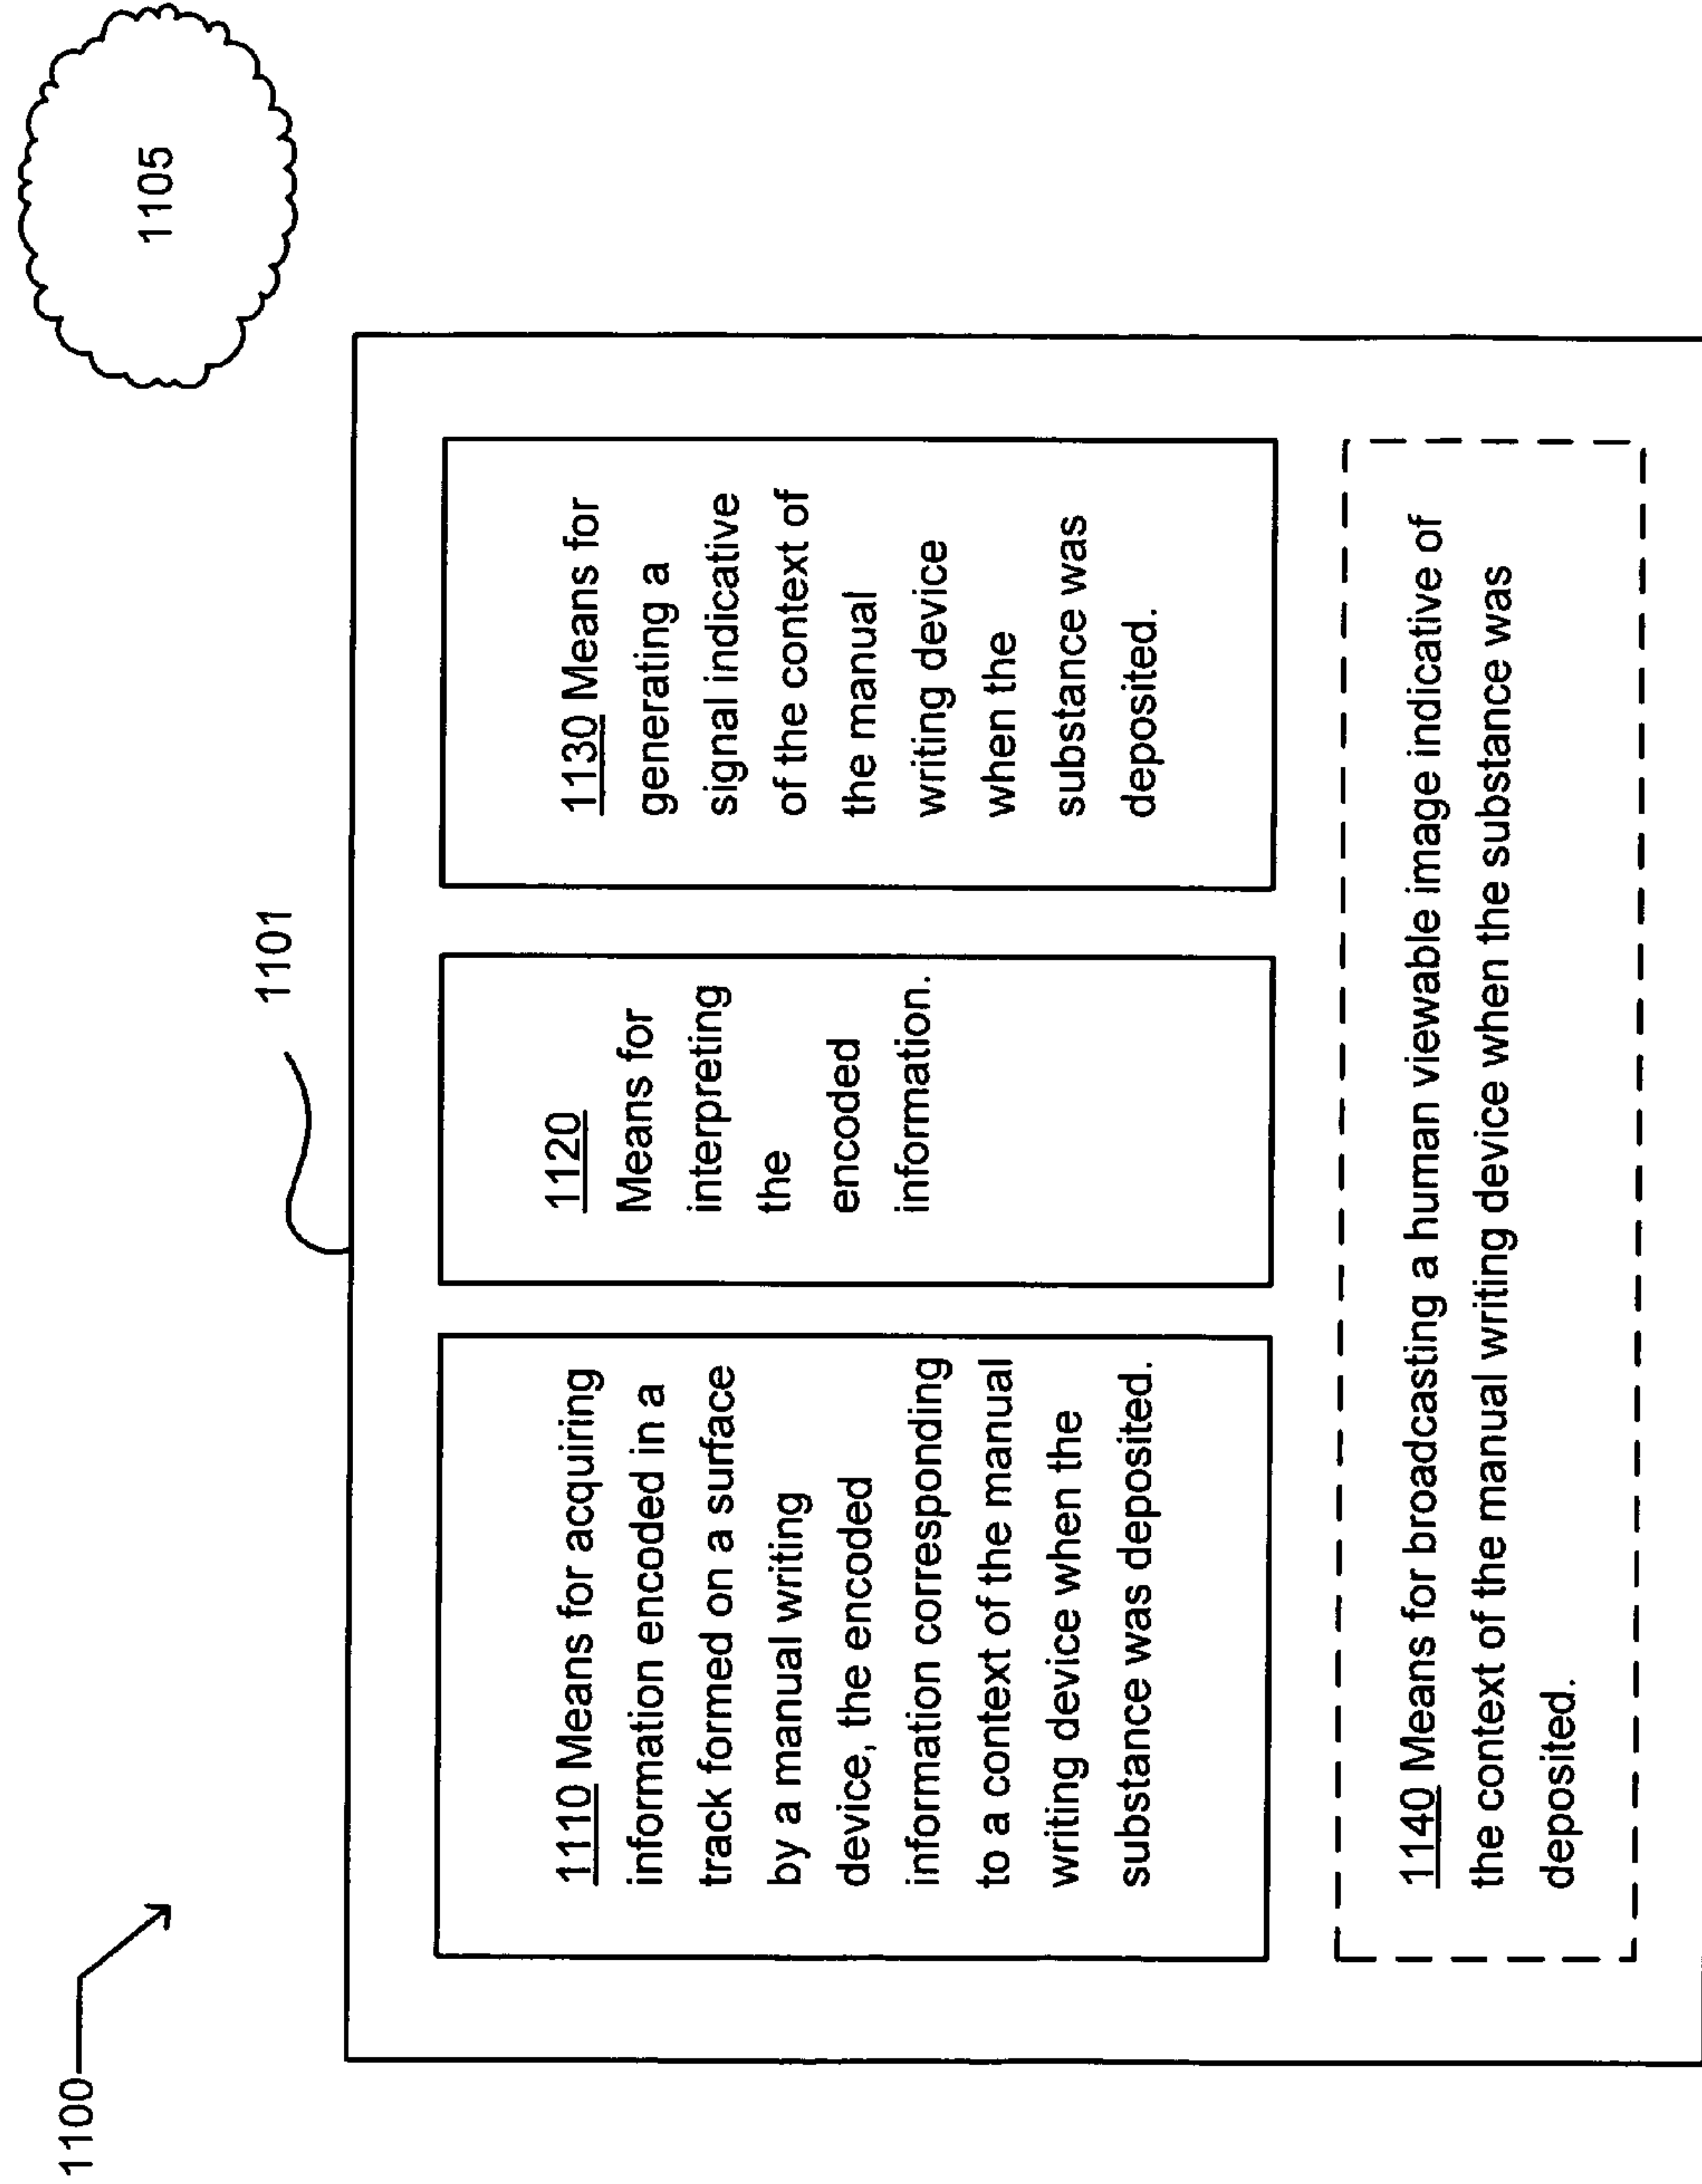 1100
1105
1101
1110 Means for acquiring
information encoded in a
track formed on a surface
by a manual writing
device, the encoded
information corresponding
to a context of the manual
writing device when the
substance was deposited.
1120
Means for
interpreting
the
encoded
information.
1130 Means for
generating a
signal indicative
of the context of
the manual
writing device
when the
substance was
deposited.
1140 Means for broadcasting a human viewable image indicative of
the context of the manual writing device when the substance was
deposited.